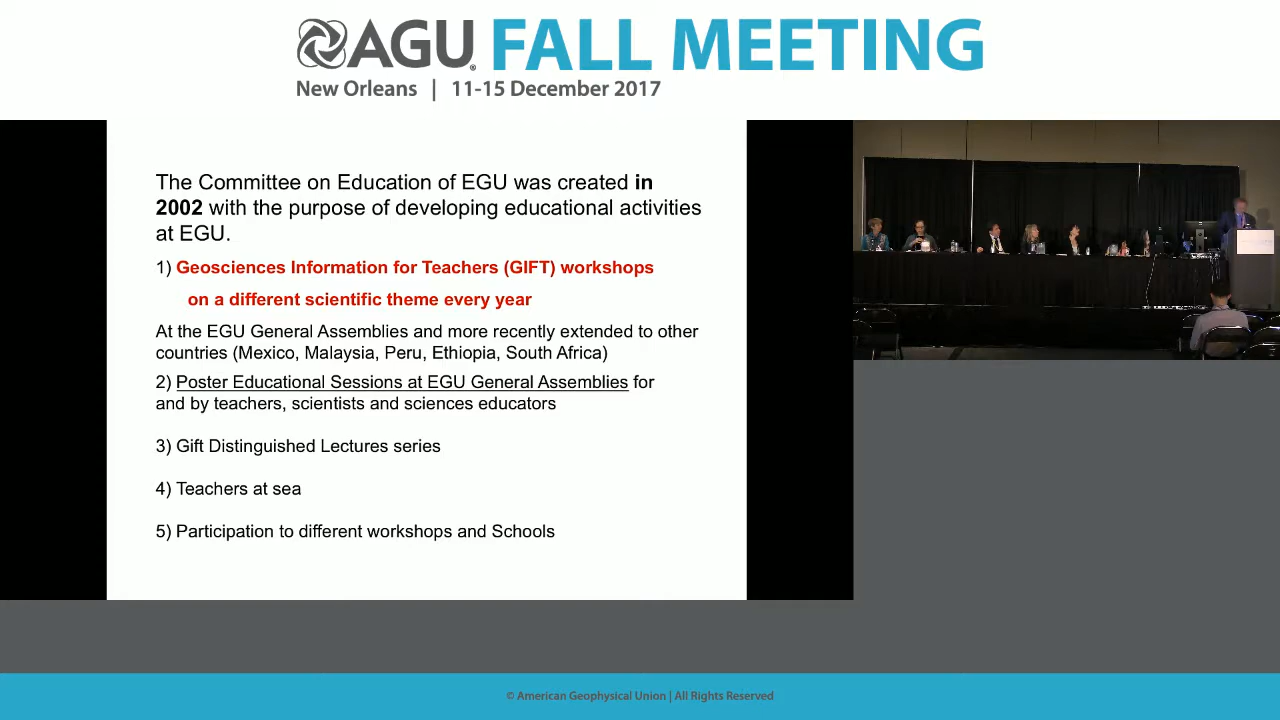 AGU FALL MEETING
New Orleans | 11-15 December 2017
The Committee on Education of EGU was created in
2002 with the purpose of developing educational activities
at EGU.
1) Geosciences Information for Teachers (GIFT) workshops
on a different scientific theme every year
At the EGU General Assemblies and more recently extended to other
countries (Mexico, Malaysia, Peru, Ethiopia, South Africa)
2) Poster Educational Sessions at EGU General Assemblies for
and by teachers, scientists and sciences educators
3) Gift Distinguished Lectures series
4) Teachers at sea
5) Participation to different workshops and Schools
© American Geophysical Union | All Rights Reserved